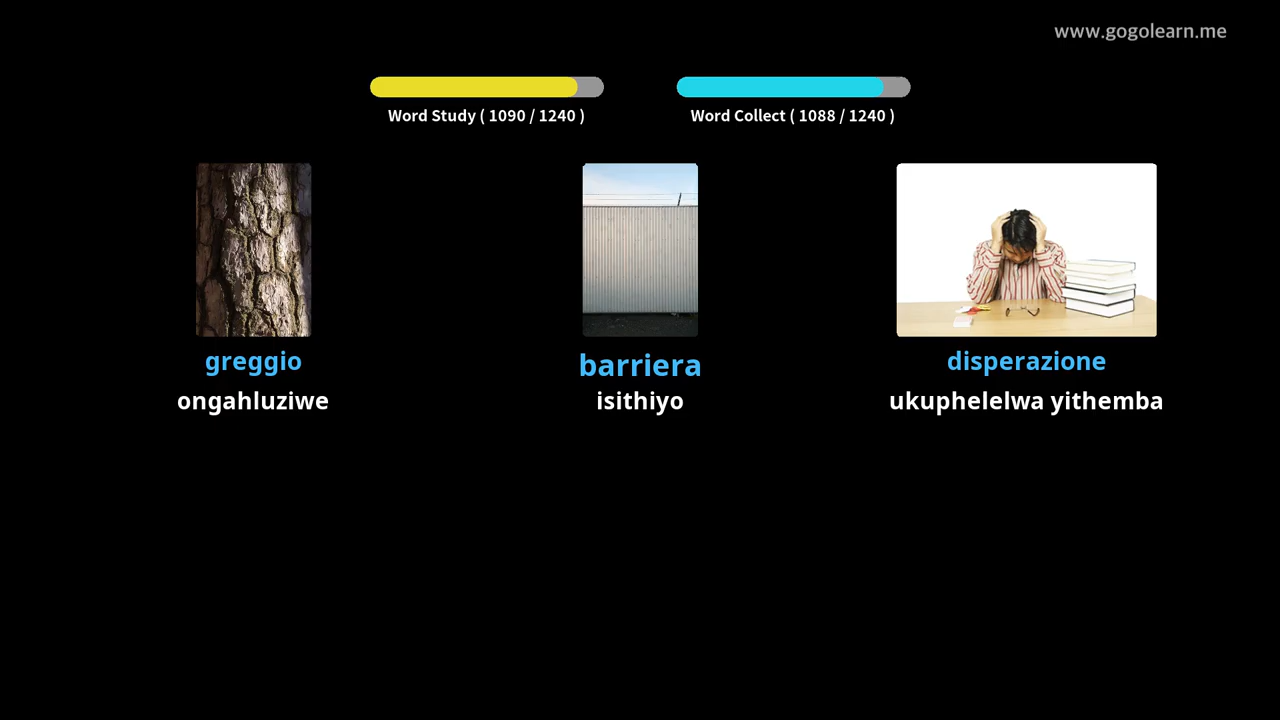 www.gogolearn.me
Word Study ( 1090 / 1240 )
Word Collect ( 1088 / 1240 )
greggio
ongahluziwe
barriera
isithiyo
disperazione
ukuphelelwa yithemba